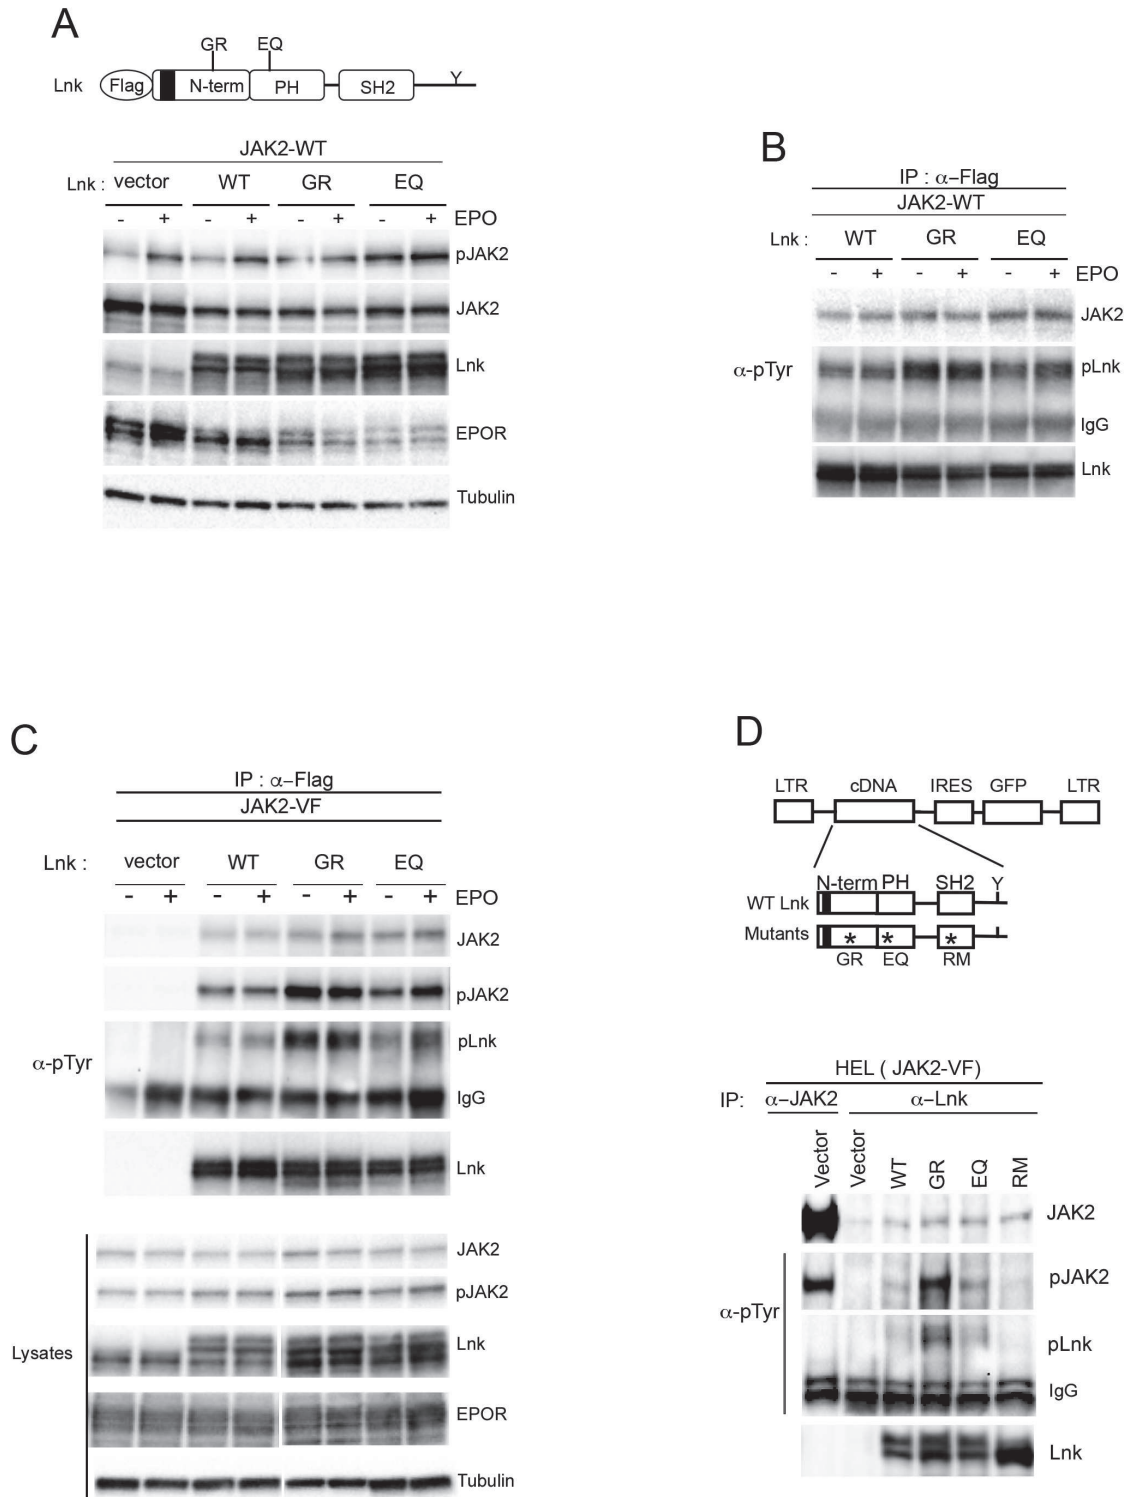 A
GR EQ
Lnk Flag N-term PH SH2 Y
JAK2-WT
Lnk : vector WT GR EQ
- + - + - + - + EPO
pJAK2
JAK2
Lnk
EPOR
Tubulin
B
IP : α–Flag
JAK2-WT
Lnk : WT GR EQ
- + - + - + EPO
JAK2
α-pTyr pLnk
IgG
Lnk
C
IP : α–Flag
JAK2-VF
Lnk : vector WT GR EQ
- + - + - + - + EPO
JAK2
pJAK2
pLnk
α-pTyr
IgG
Lnk
JAK2
pJAK2
Lnk
Lysates
EPOR
Tubulin
D
LTR cDNA IRES GFP LTR
N-term PH SH2 Y
WT Lnk
Mutants * * *
GR EQ RM
HEL ( JAK2-VF)
IP: α–JAK2 α–Lnk
Vector Vector WT GR EQ RM
JAK2
pJAK2
α-pTyr
pLnk
IgG
Lnk